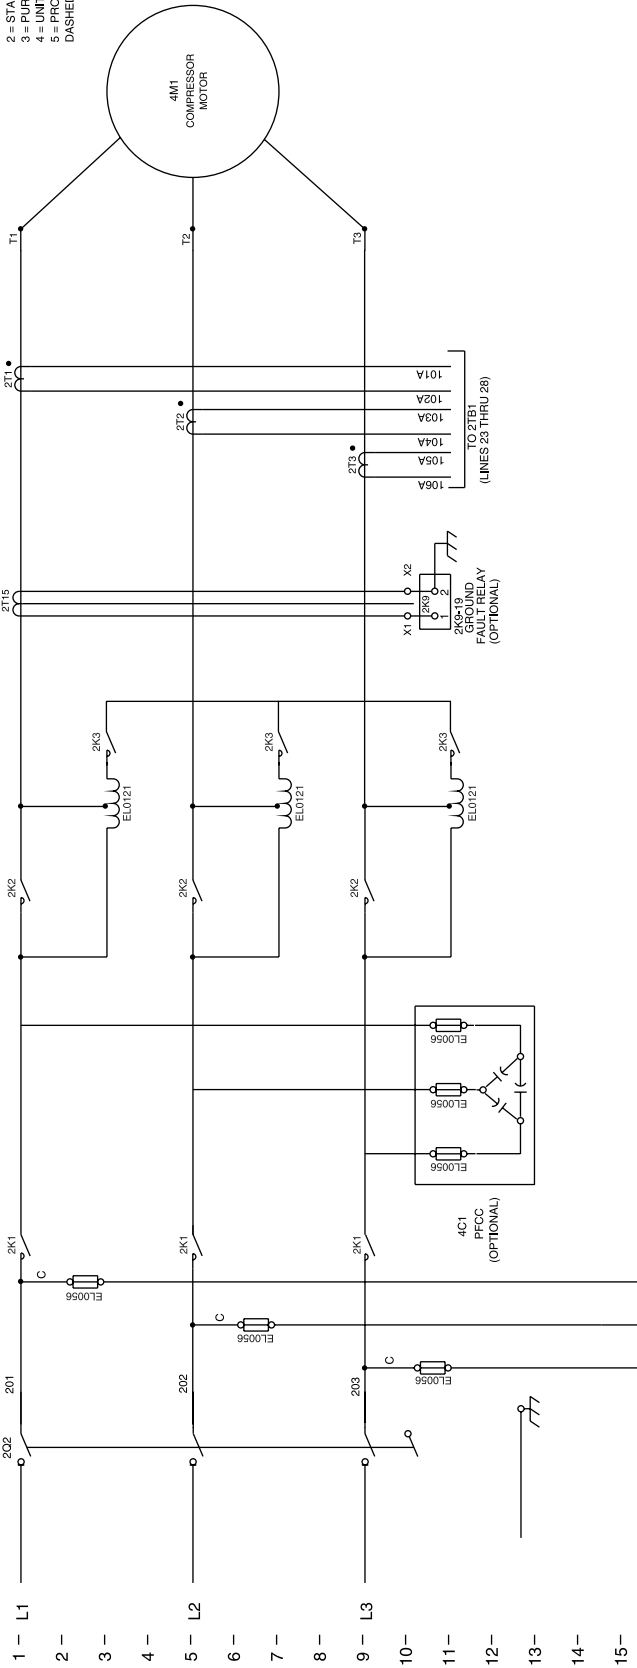 1
L1
2Q2
201
C
EL0056
2K1
2K2
EL0121
2K3
2T15
2T1
T1
2
3
4
5
L2
202
C
EL0056
2K1
2K2
EL0121
2K3
2T2
T2
4M1
COMPRESSOR
MOTOR
6
7
8
9
L3
203
C
EL0056
2K1
2K2
EL0121
2K3
2T3
T3
10
11
12
13
14
15
4C1
PFCC
(OPTIONAL)
EL0056
EL0056
EL0056
X1
X2
2K9
1
2
2K9-19
GROUND
FAULT RELAY
(OPTIONAL)
106A
105A
104A
103A
102A
101A
TO 2TB1
(LINES 23 THRU 28)
2 = STA
3 = PUR
4 = UNIT
5 = PRO
DASHED